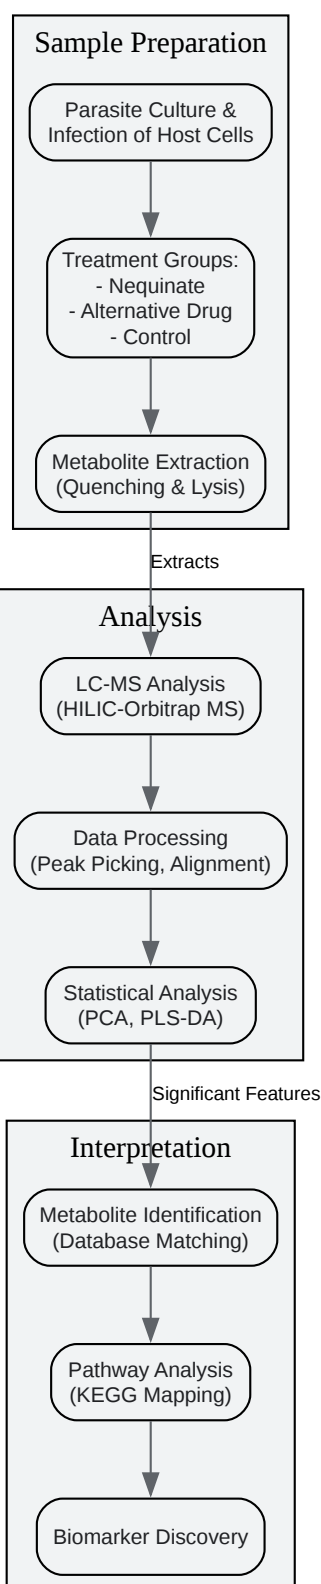 Sample Preparation
Parasite Culture &
Infection of Host Cells
Treatment Groups:
- Nequinate
- Alternative Drug
- Control
Metabolite Extraction
(Quenching & Lysis)
Extracts
Analysis
LC-MS Analysis
(HILIC-Orbitrap MS)
Data Processing
(Peak Picking, Alignment)
Statistical Analysis
(PCA, PLS-DA)
Significant Features
Interpretation
Metabolite Identification
(Database Matching)
Pathway Analysis
(KEGG Mapping)
Biomarker Discovery